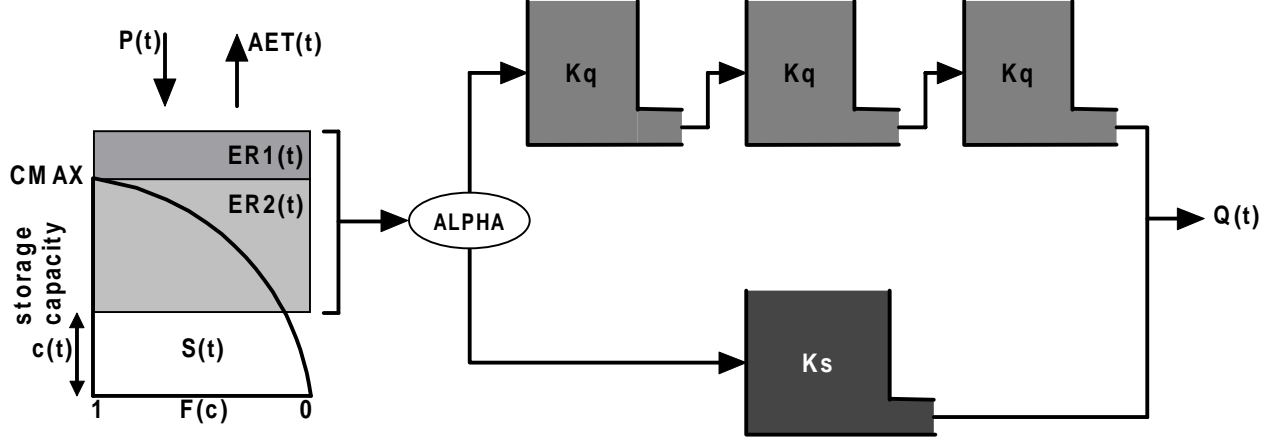 P(t)
AET(t)
ER1(t)
CMAX
ER2(t)
storage
capacity
c(t)
S(t)
1
F(c)
0
ALPHA
Kq
Kq
Kq
Ks
Q(t)